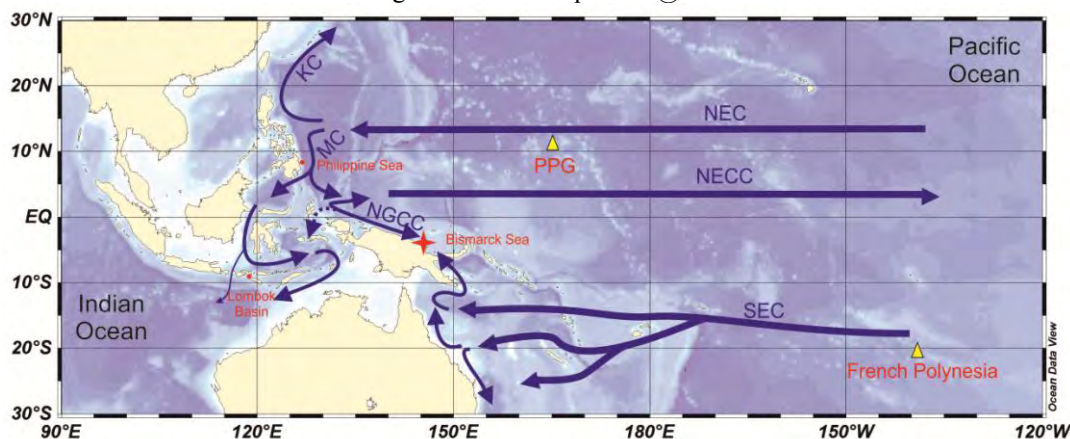 30°N
20°N
10°N
EQ
10°S
20°S
30°S
90°E
120°E
150°E
180°E
150°W
120°W
Pacific
Ocean
KC
NEC
MC
Philippine Sea
PPG
NECC
NGCC
Bismarck Sea
Indian
Ocean
Lombok
Basin
SEC
French Polynesia
Ocean Data View